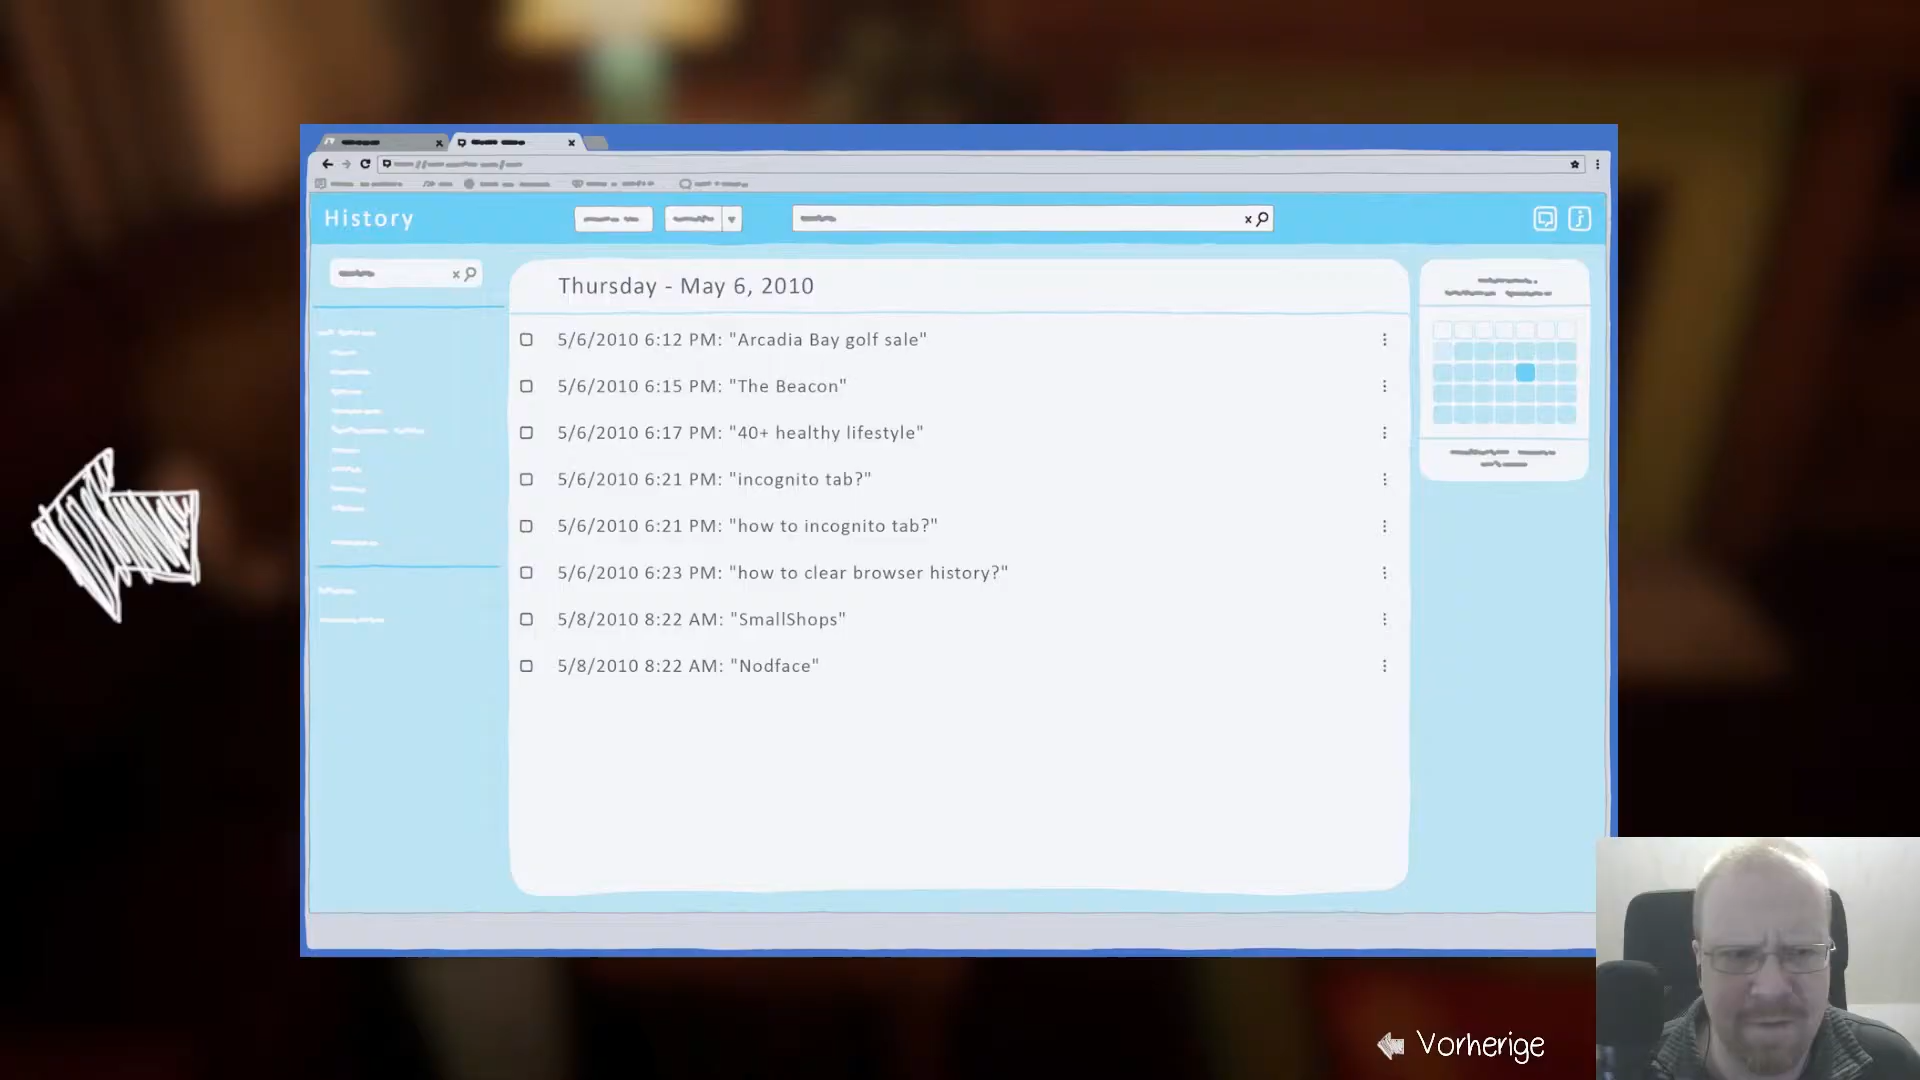 History
Thursday - May 6, 2010
5/6/2010 6:12 PM: "Arcadia Bay golf sale"
5/6/2010 6:15 PM: "The Beacon"
5/6/2010 6:17 PM: "40+ healthy lifestyle"
5/6/2010 6:21 PM: "incognito tab?"
5/6/2010 6:21 PM: "how to incognito tab?"
5/6/2010 6:23 PM: "how to clear browser history?"
5/8/2010 8:22 AM: "SmallShops"
5/8/2010 8:22 AM: "Nodface"
Vorherige